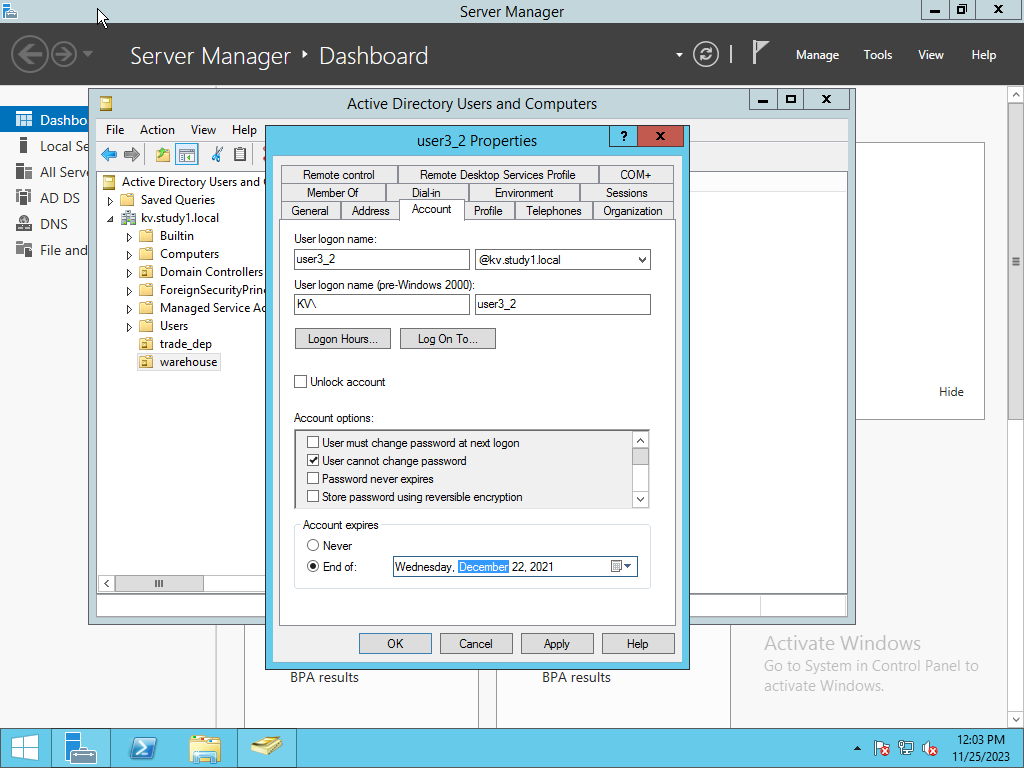 Server Manager
Server Manager ‣ Dashboard
Manage Tools View Help
Dashbo
Local Se
All Serve
AD DS
DNS
File and
Active Directory Users and Computers
File Action View Help
Active Directory Users and
Saved Queries
kv.study1.local
Builtin
Computers
Domain Controllers
ForeignSecurityPrin
Managed Service Ac
Users
trade_dep
warehouse
user3_2 Properties
? X
Remote control Remote Desktop Services Profile COM+
Member Of Dial-in Environment Sessions
General Address Account Profile Telephones Organization
User logon name:
user3_2 @kv.study1.local
User logon name (pre-Windows 2000):
KV\ user3_2
Logon Hours... Log On To...
Unlock account
Account options:
User must change password at next logon
User cannot change password
Password never expires
Store password using reversible encryption
Account expires
Never
End of: Wednesday, December 22, 2021
OK Cancel Apply Help
Hide
BPA results BPA results
Activate Windows
Go to System in Control Panel to
activate Windows.
12:03 PM
11/25/2023